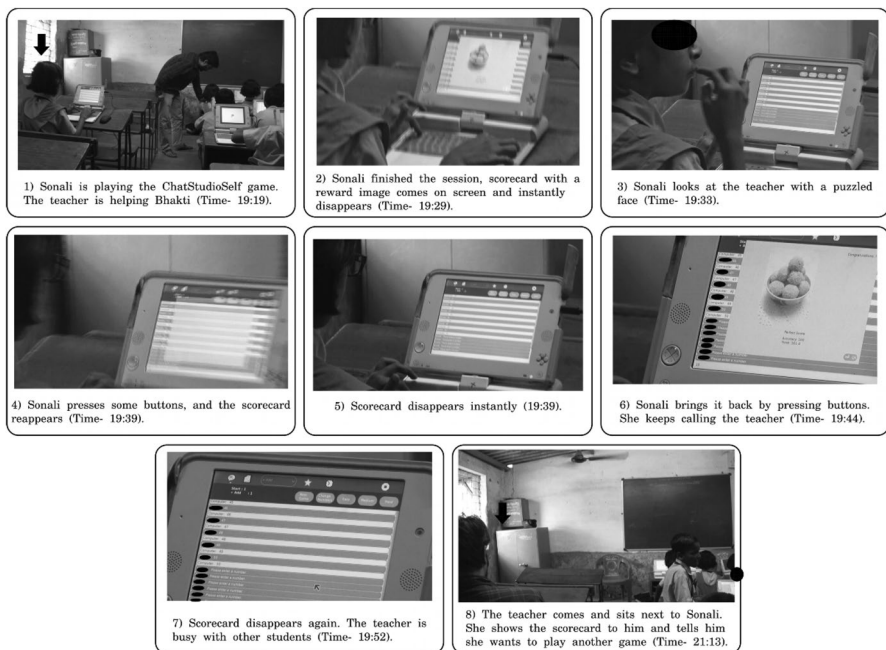 1) Sonali is playing the ChatStudioSelf game.
The teacher is helping Bhakti (Time- 19:19).
2) Sonali finished the session, scorecard with a
reward image comes on screen and instantly
disappears (Time- 19:29).
3) Sonali looks at the teacher with a puzzled
face (Time- 19:33).
4) Sonali presses some buttons, and the scorecard
reappears (Time- 19:39).
5) Scorecard disappears instantly (19:39).
6) Sonali brings it back by pressing buttons.
She keeps calling the teacher (Time- 19:44).
7) Scorecard disappears again. The teacher is
busy with other students (Time- 19:52).
8) The teacher comes and sits next to Sonali.
She shows the scorecard to him and tells him
she wants to play another game (Time- 21:13).